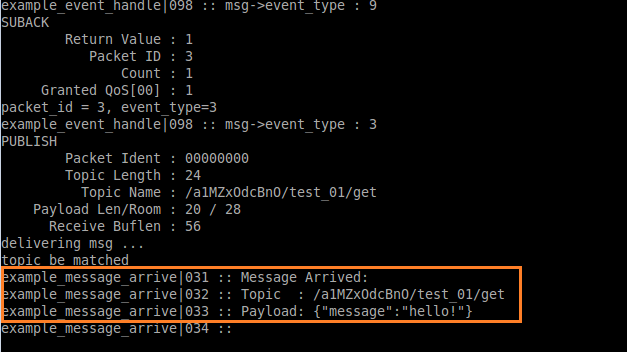 example_event_handle|098 :: msg->event_type : 9
SUBACK
Return Value : 1
Packet ID : 3
Count : 1
Granted QoS[00] : 1
packet_id = 3, event_type=3
example_event_handle|098 :: msg->event_type : 3
PUBLISH
Packet Ident : 00000000
Topic Length : 24
Topic Name : /a1MZxOdcBnO/test_01/get
Payload Len/Room : 20 / 28
Receive Buflen : 56
delivering msg ...
topic be matched
example_message_arrive|031 :: Message Arrived:
example_message_arrive|032 :: Topic  : /a1MZxOdcBnO/test_01/get
example_message_arrive|033 :: Payload: {"message":"hello!"}
example_message_arrive|034 ::